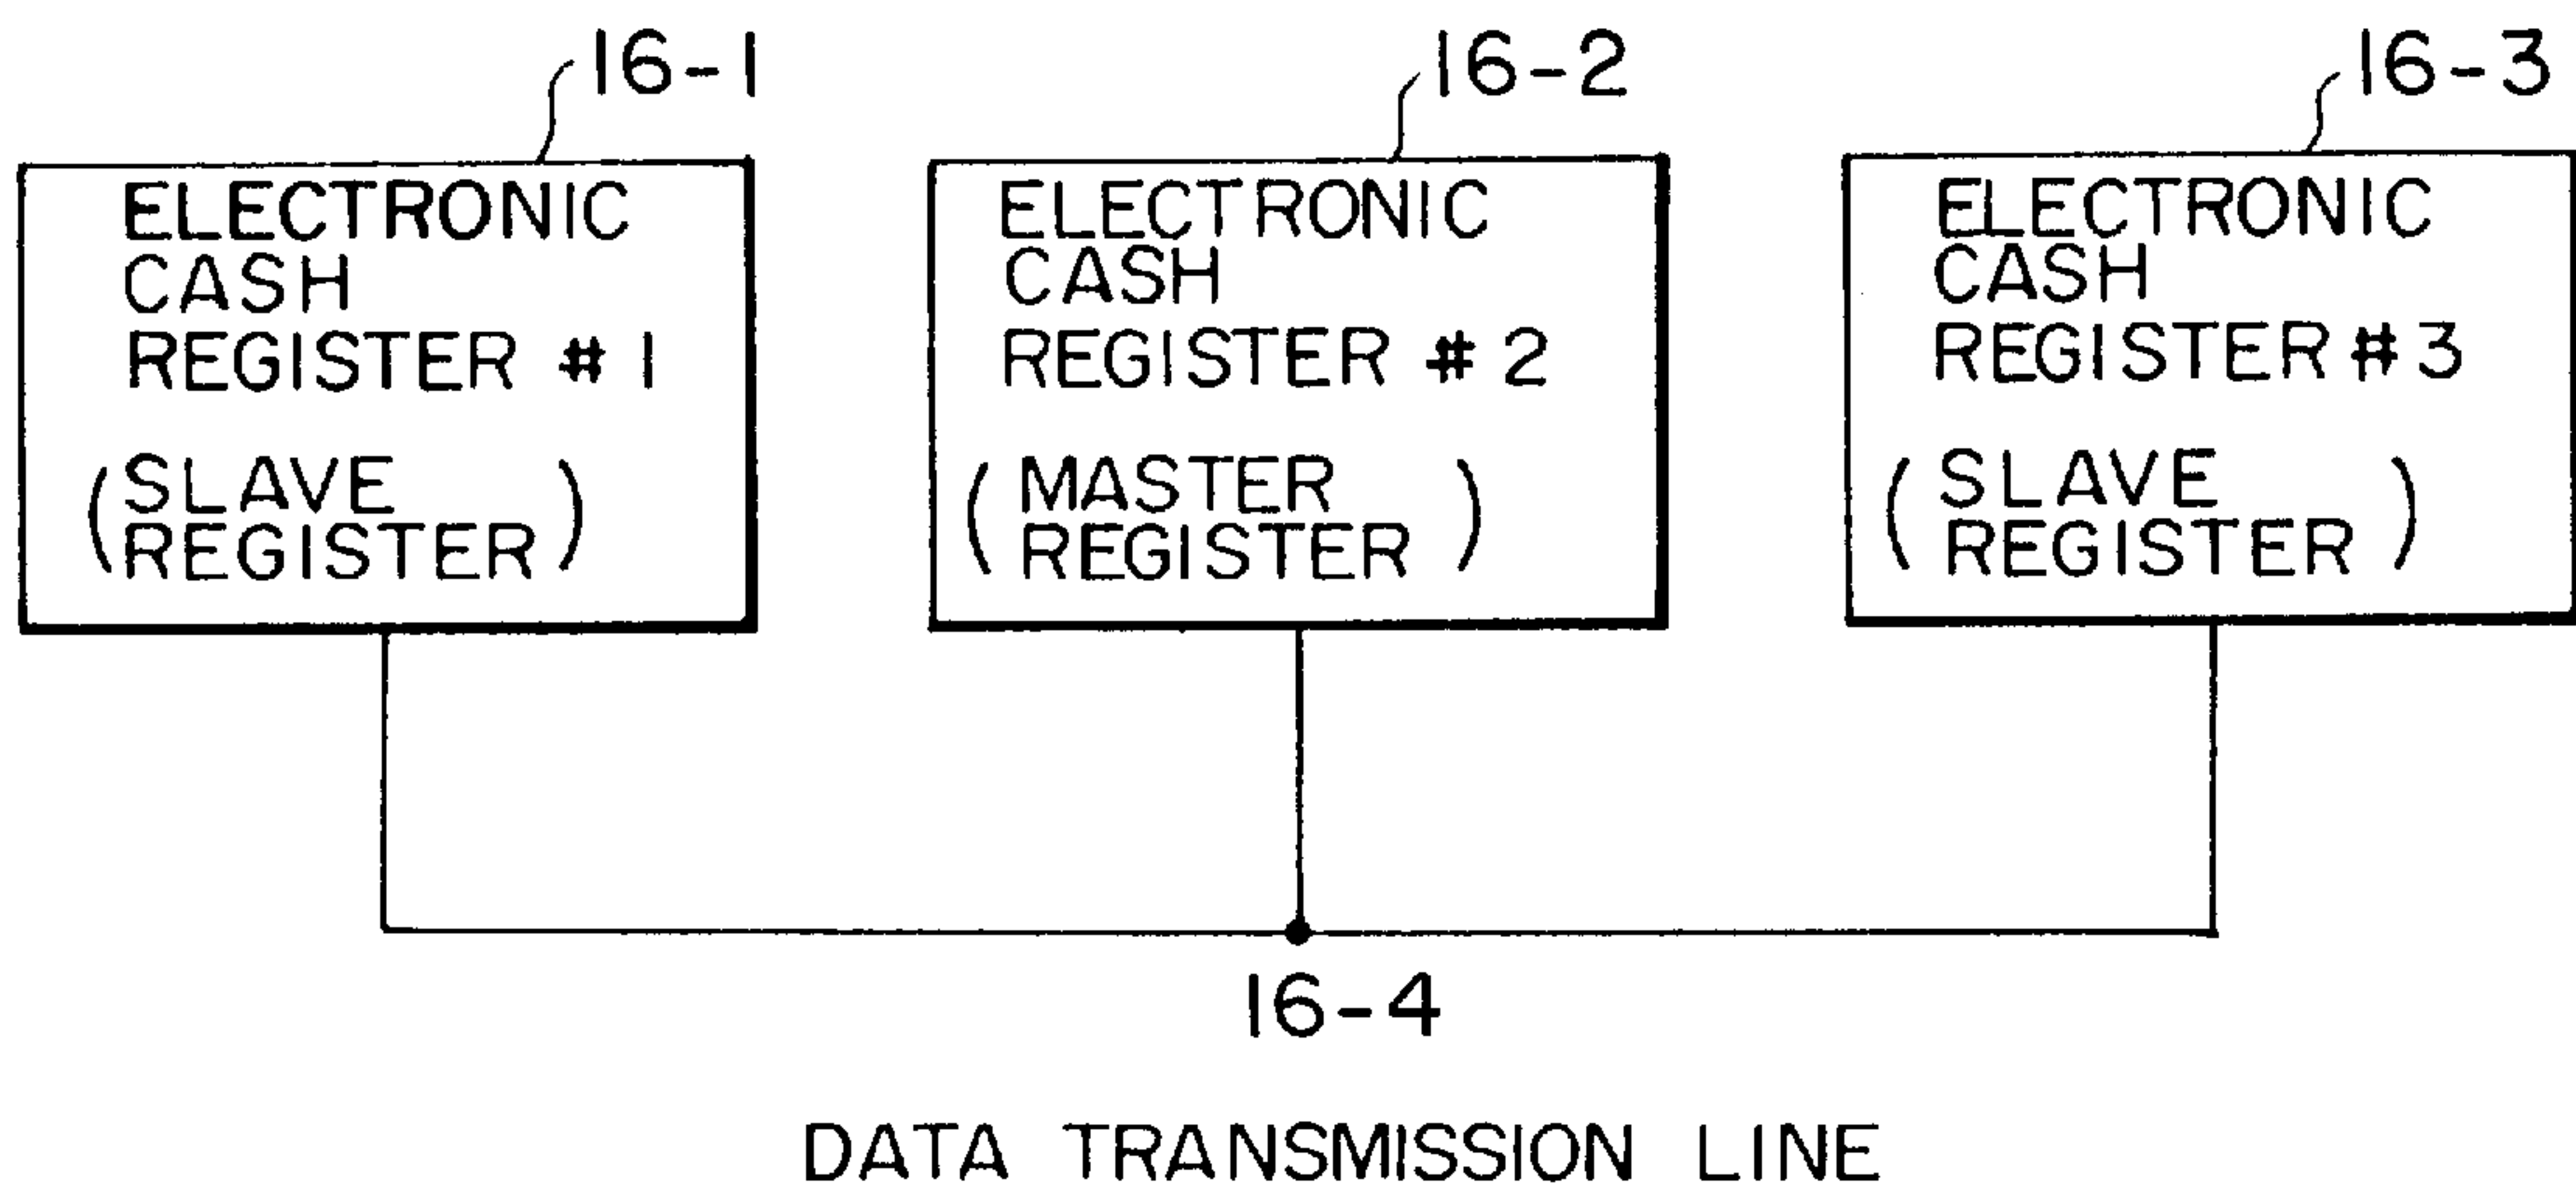 16-1
ELECTRONIC
CASH
REGISTER # 1
(SLAVE
REGISTER)
16-2
ELECTRONIC
CASH
REGISTER # 2
(MASTER
REGISTER)
16-3
ELECTRONIC
CASH
REGISTER # 3
(SLAVE
REGISTER)
16-4
DATA TRANSMISSION LINE